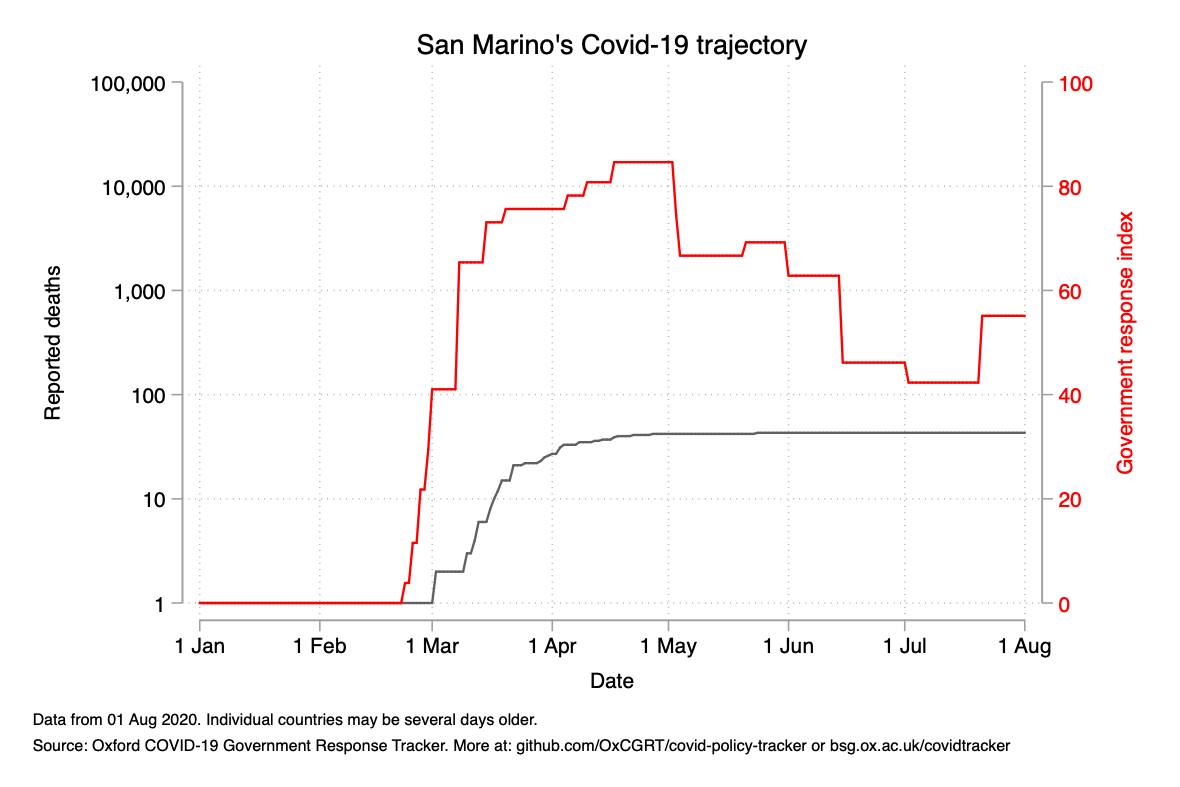 San Marino's Covid-19 trajectory
100,000
10,000
1,000
100
10
1
Reported deaths
100
80
60
40
20
0
Government response index
1 Jan 1 Feb 1 Mar 1 Apr 1 May 1 Jun 1 Jul 1 Aug
Date
Data from 01 Aug 2020. Individual countries may be several days older.
Source: Oxford COVID-19 Government Response Tracker. More at: github.com/OxCGRT/covid-policy-tracker or bsg.ox.ac.uk/covidtracker